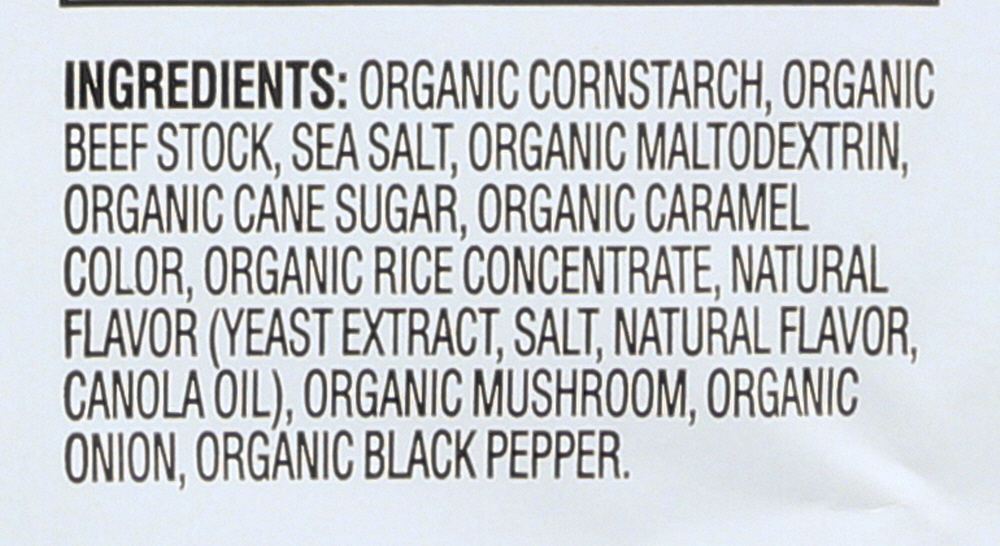 INGREDIENTS: ORGANIC CORNSTARCH, ORGANIC
BEEF STOCK, SEA SALT, ORGANIC MALTODEXTRIN,
ORGANIC CANE SUGAR, ORGANIC CARAMEL
COLOR, ORGANIC RICE CONCENTRATE, NATURAL
FLAVOR (YEAST EXTRACT, SALT, NATURAL FLAVOR,
CANOLA OIL), ORGANIC MUSHROOM, ORGANIC
ONION, ORGANIC BLACK PEPPER.